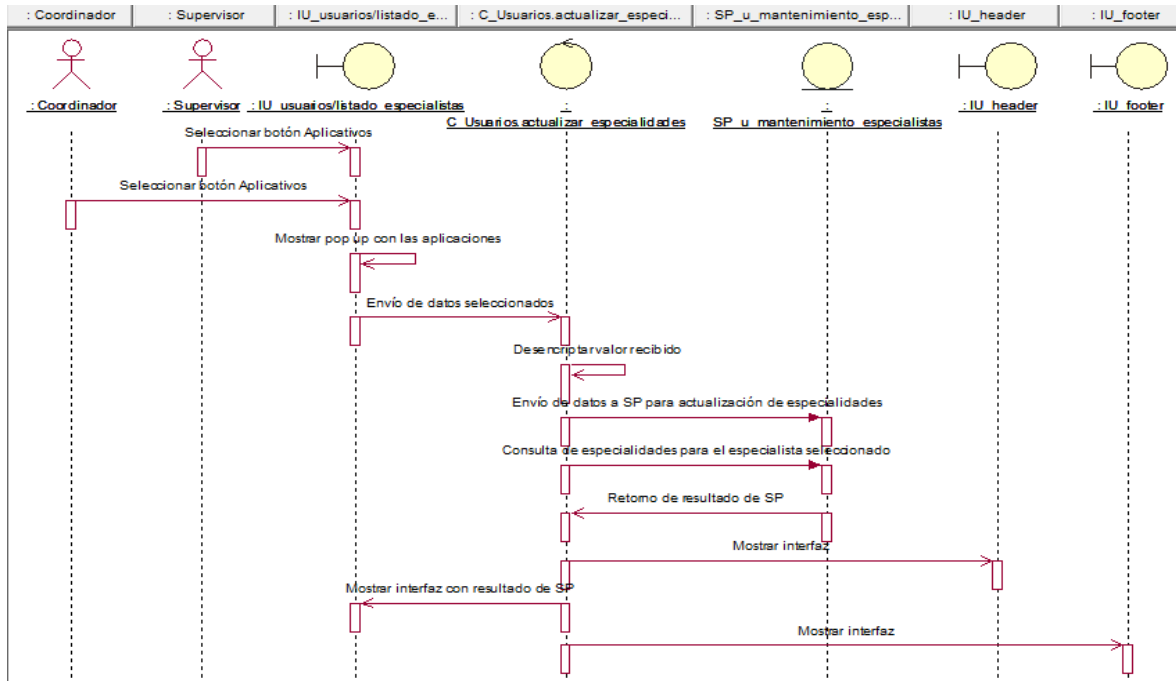 : Coordinador
: Supervisor
: IU_usuarios/listado_e...
: C_Usuarios.actualizar_especi...
: SP_u_mantenimiento_esp...
: IU_header
: IU_footer
: Coordinador
: Supervisor
: IU_usuarios/listado_especialistas
:
C_Usuarios.actualizar_especialidades
:
SP_u_mantenimiento_especialistas
: IU_header
: IU_footer
Seleccionar botón Aplicativos
Seleccionar botón Aplicativos
Mostrar pop up con las aplicaciones
Envío de datos seleccionados
Desencriptar valor recibido
Envío de datos a SP para actualización de especialidades
Consulta de especialidades para el especialista seleccionado
Retorno de resultado de SP
Mostrar interfaz
Mostrar interfaz con resultado de SP
Mostrar interfaz